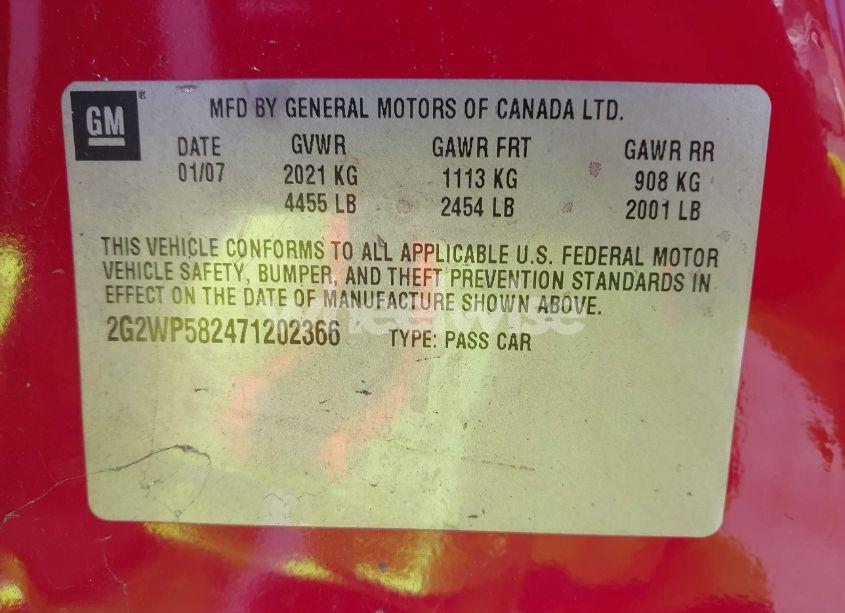 GM ®
MFD BY GENERAL MOTORS OF CANADA LTD.
DATE GVWR GAWR FRT GAWR RR
01/07 2021 KG 1113 KG 908 KG
4455 LB 2454 LB 2001 LB
THIS VEHICLE CONFORMS TO ALL APPLICABLE U.S. FEDERAL MOTOR
VEHICLE SAFETY, BUMPER, AND THEFT PREVENTION STANDARDS IN
EFFECT ON THE DATE OF MANUFACTURE SHOWN ABOVE.
wheelwise
2G2WP582471202366 TYPE: PASS CAR